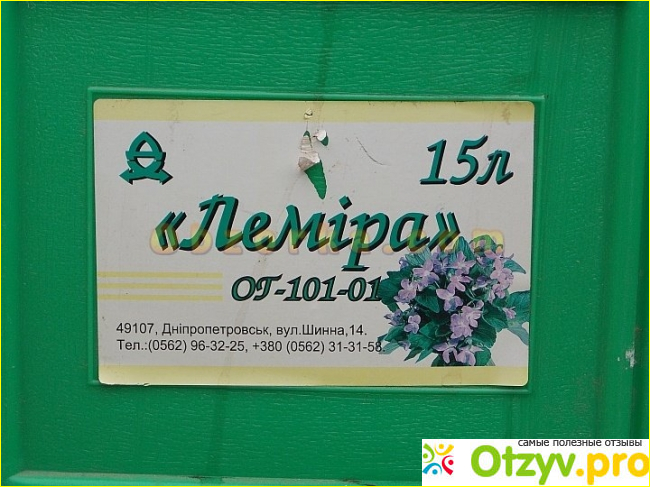 15л
«Леміра»
ОГ-101-01
49107, Дніпропетровськ, вул.Шинна,14.
Тел.:(0562) 96-32-25, +380 (0562) 31-31-58
самые полезные отзывы
Otzyv.pro